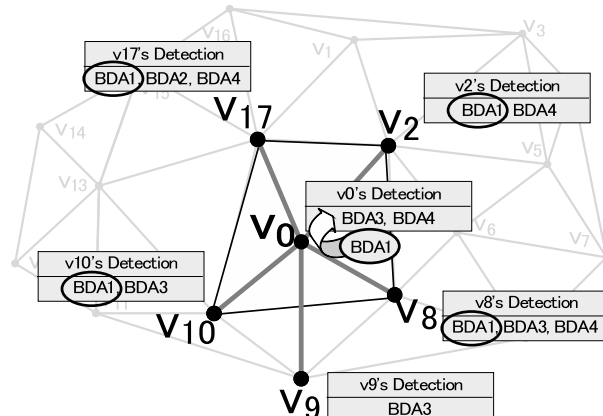 v16
v3
v1
v17's Detection
BDA1, BDA2, BDA4
v15
v2's Detection
BDA1 BDA4
v17
v2
v14
v5
v13
v0's Detection
BDA3, BDA4
v0
BDA1
v6
v7
v10's Detection
BDA1, BDA3
v8's Detection
BDA1, BDA3, BDA4
v10
v8
v9's Detection
BDA3
v9